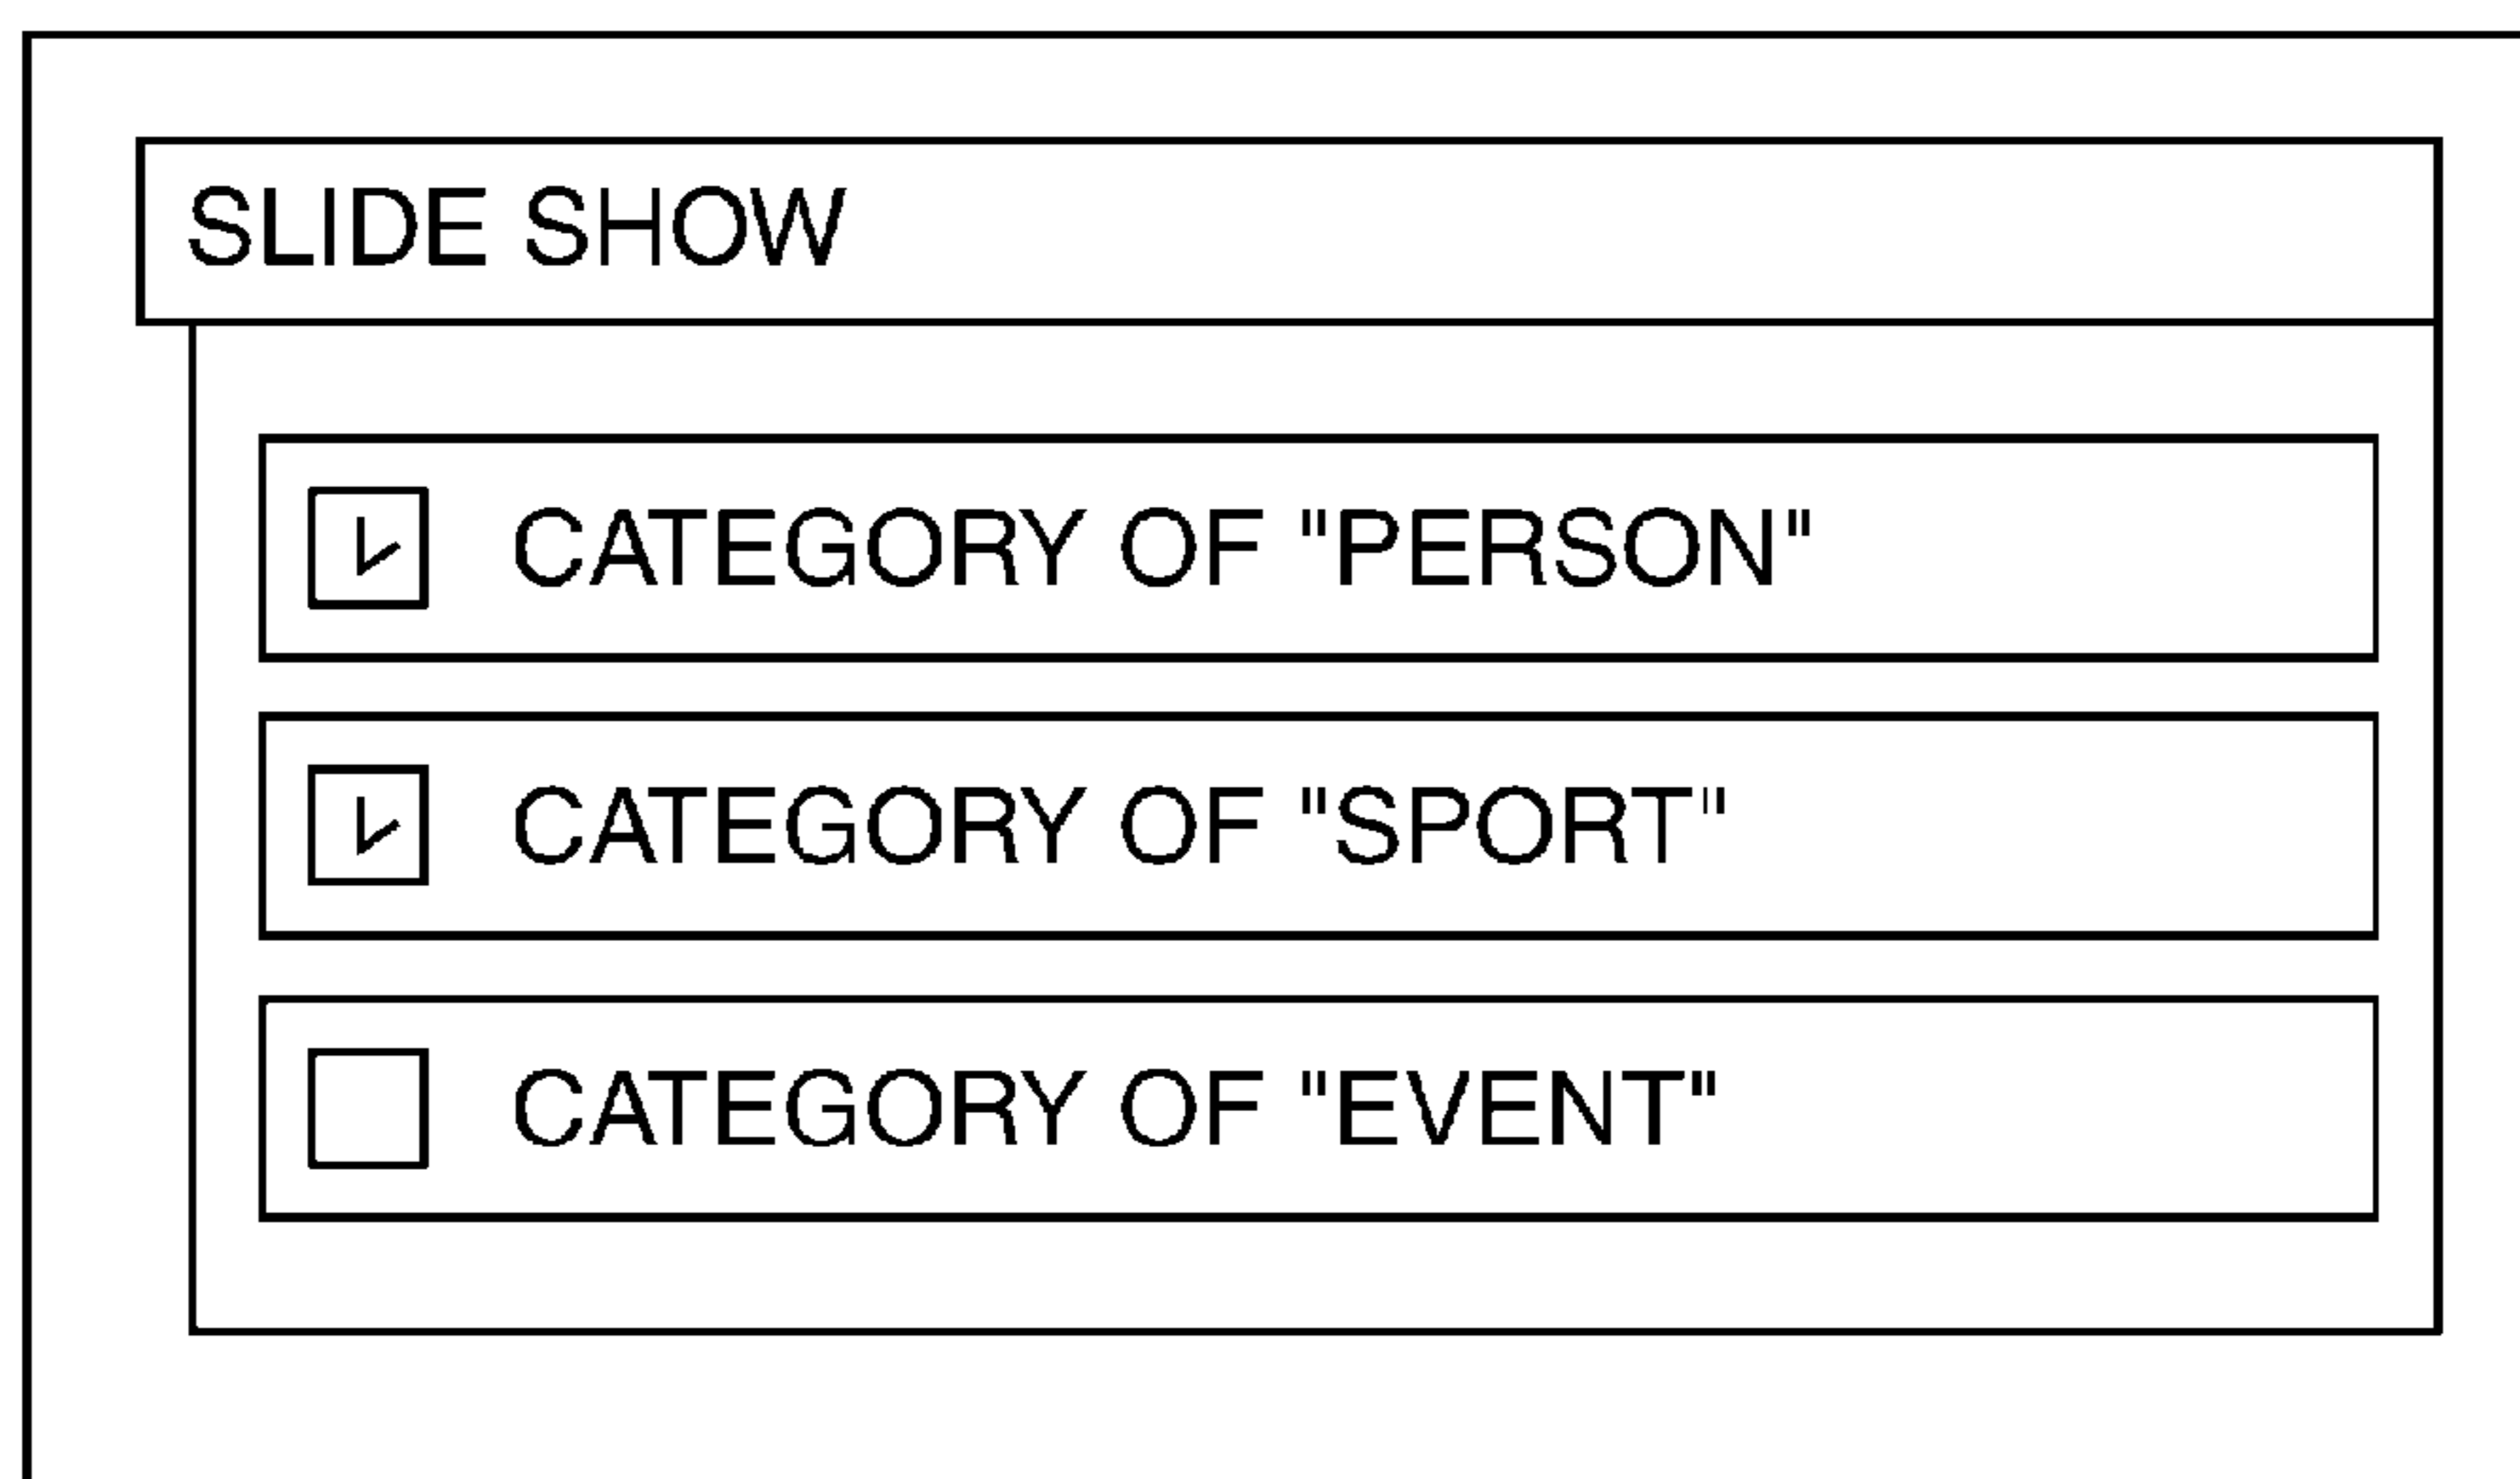 SLIDE SHOW
CATEGORY OF "PERSON"
CATEGORY OF "SPORT"
CATEGORY OF "EVENT"